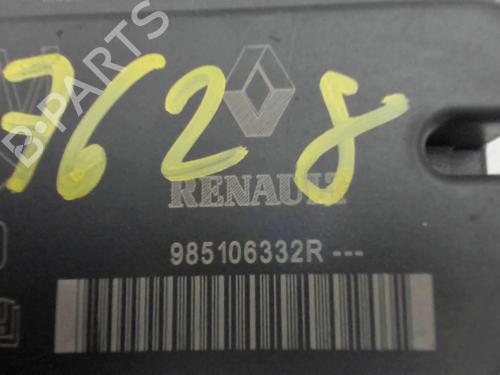 B-PARTS
7628
RENAULT
985106332R ---